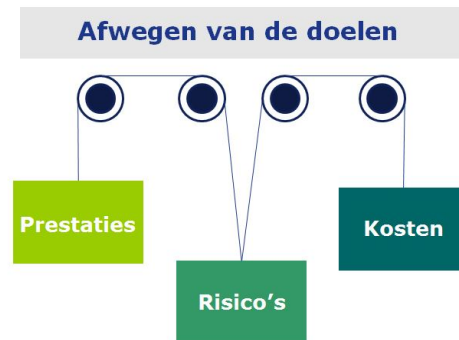 Afwegen van de doelen
Prestaties
Kosten
Risico's